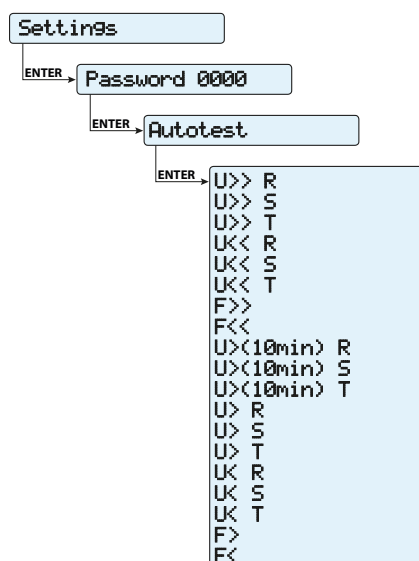 Settings
ENTER
Password 0000
ENTER
Autotest
ENTER
U>> R
U>> S
U>> T
U<< R
U<< S
U<< T
F>>
F<<
U>(10min) R
U>(10min) S
U>(10min) T
U> R
U> S
U> T
U< R
U< S
U< T
F>
F<